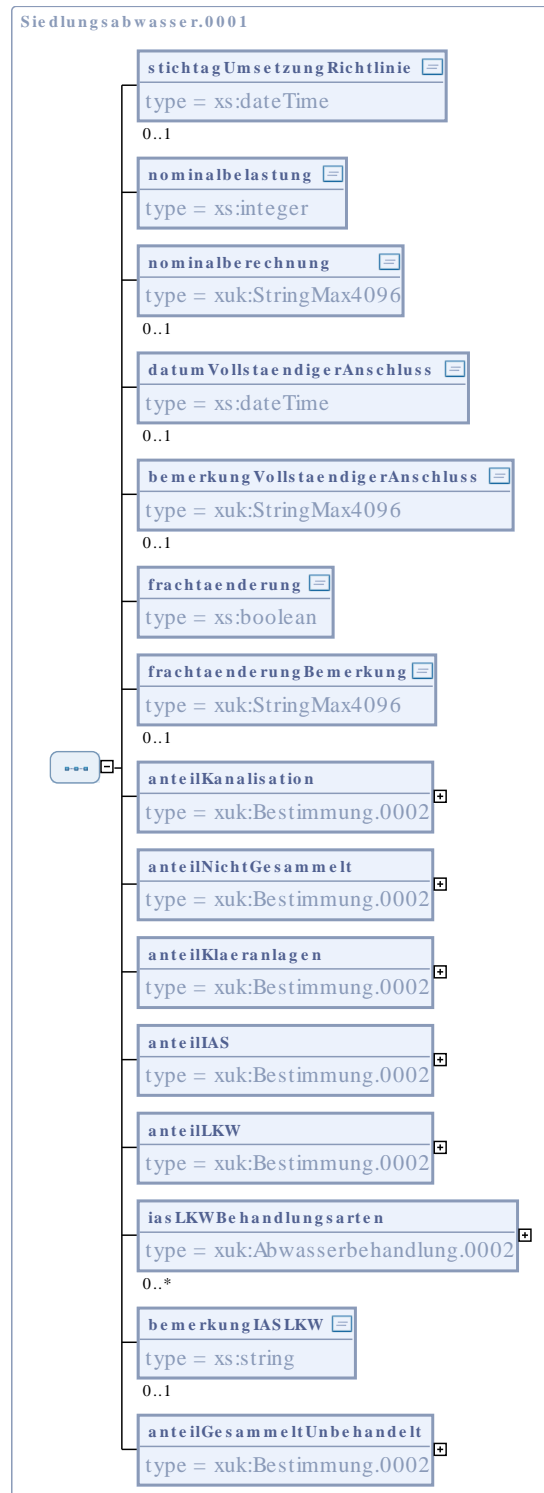 Siedlungsabwasser.0001
stichtagUmsetzungRichtlinie
type = xs:dateTime
0..1
nominalbelastung
type = xs:integer
nominalberechnung
type = xuk:StringMax4096
0..1
datumVollstaendigerAnschluss
type = xs:dateTime
0..1
bemerkungVollstaendigerAnschluss
type = xuk:StringMax4096
0..1
frachtaenderung
type = xs:boolean
frachtaenderungBemerkung
type = xuk:StringMax4096
0..1
anteilKanalisation
type = xuk:Bestimmung.0002
anteilNichtGesammelt
type = xuk:Bestimmung.0002
anteilKlaeranlagen
type = xuk:Bestimmung.0002
anteilIAS
type = xuk:Bestimmung.0002
anteilLKW
type = xuk:Bestimmung.0002
iasLKWBehandlungsarten
type = xuk:Abwasserbehandlung.0002
0..*
bemerkungIASLKW
type = xs:string
0..1
anteilGesammeltUnbehandelt
type = xuk:Bestimmung.0002